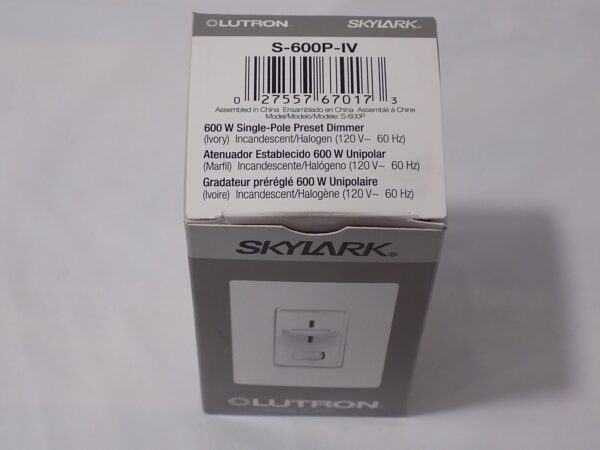 LUTRON® SKYLARK®
S-600P-IV
0 27557 67017 3
Assembled in China Ensamblado en China Assemblé à Chine
Model/Modelo/Modèle: S-600P
600 W Single-Pole Preset Dimmer
(Ivory) Incandescent/Halogen (120 V~ 60 Hz)
Atenuador Establecido 600 W Unipolar
(Marfil) Incandescente/Halógeno (120 V~ 60 Hz)
Gradateur préréglé 600 W Unipolaire
(Ivoire) Incandescent/Halogène (120 V~ 60 Hz)
SKYLARK®
LUTRON®